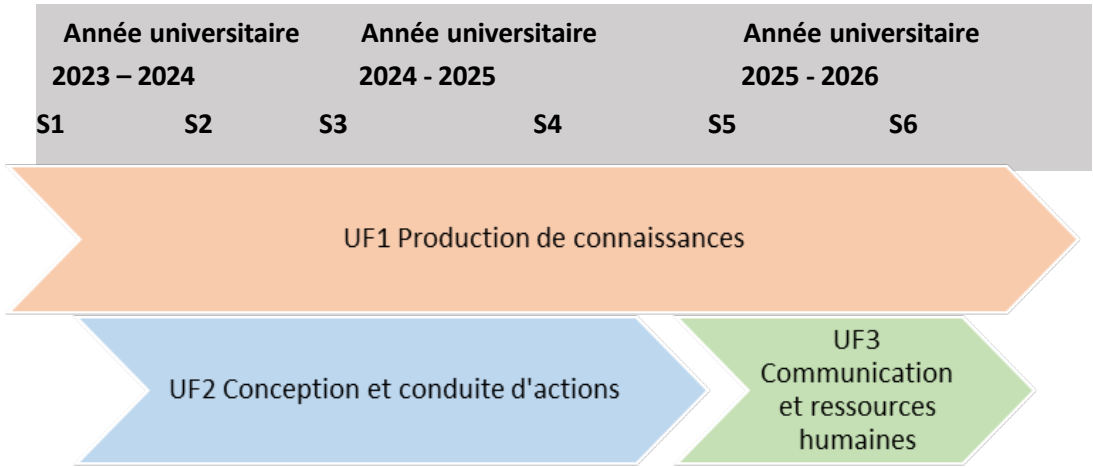 Année universitaire Année universitaire Année universitaire
2023 – 2024 2024 - 2025 2025 - 2026
S1 S2 S3 S4 S5 S6
UF1 Production de connaissances
UF2 Conception et conduite d'actions
UF3
Communication
et ressources
humaines